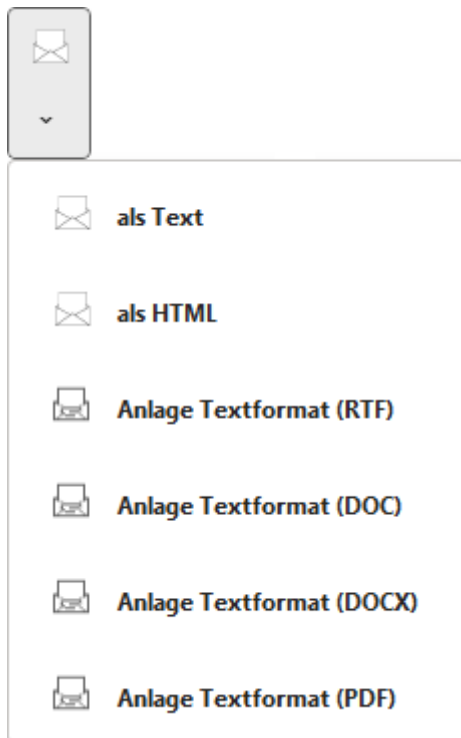 als Text
als HTML
Anlage Textformat (RTF)
Anlage Textformat (DOC)
Anlage Textformat (DOCX)
Anlage Textformat (PDF)